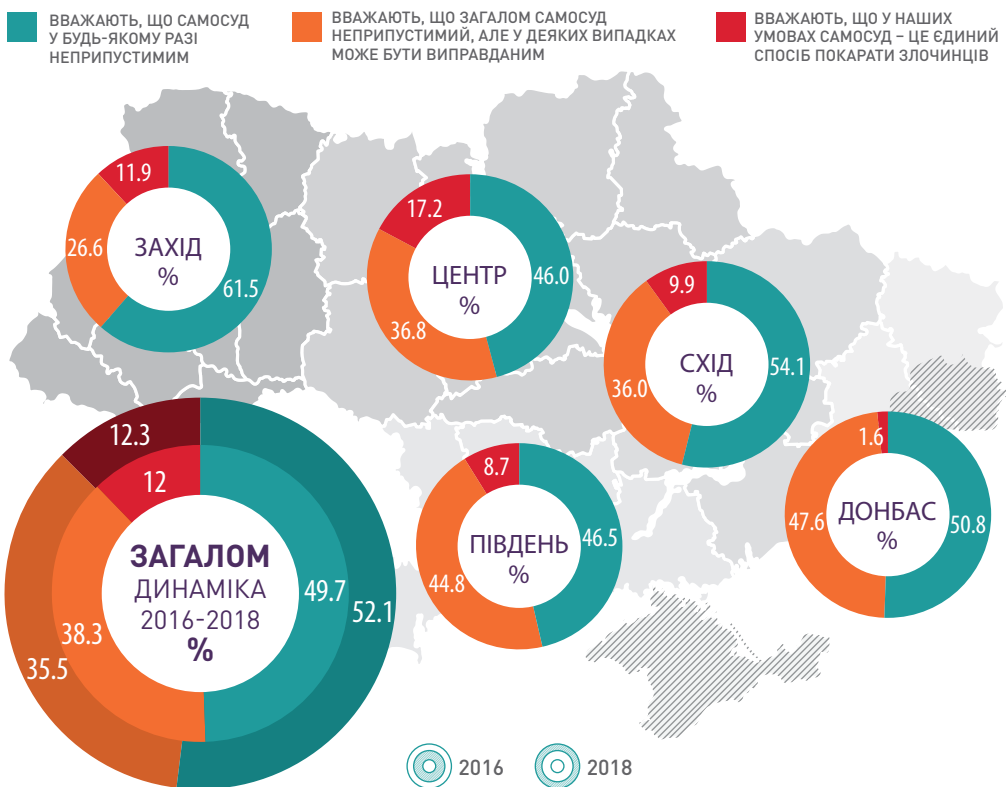 ВВАЖАЮТЬ, ЩО САМОСУД
У БУДЬ-ЯКОМУ РАЗІ
НЕПРИПУСТИМИМ
ВВАЖАЮТЬ, ЩО ЗАГАЛОМ САМОСУД
НЕПРИПУСТИМИЙ, АЛЕ У ДЕЯКИХ ВИПАДКАХ
МОЖЕ БУТИ ВИПРАВДАНИМ
ВВАЖАЮТЬ, ЩО У НАШИХ
УМОВАХ САМОСУД – ЦЕ ЄДИНИЙ
СПОСІБ ПОКАРАТИ ЗЛОЧИНЦІВ
11.9
26.6
ЗАХІД
%
61.5
17.2
ЦЕНТР
%
46.0
36.8
9.9
СХІД
%
54.1
36.0
12.3
12
ЗАГАЛОМ
ДИНАМІКА
2016-2018
%
49.7
52.1
38.3
35.5
8.7
ПІВДЕНЬ
%
46.5
44.8
1.6
ДОНБАС
%
47.6
50.8
2016
2018